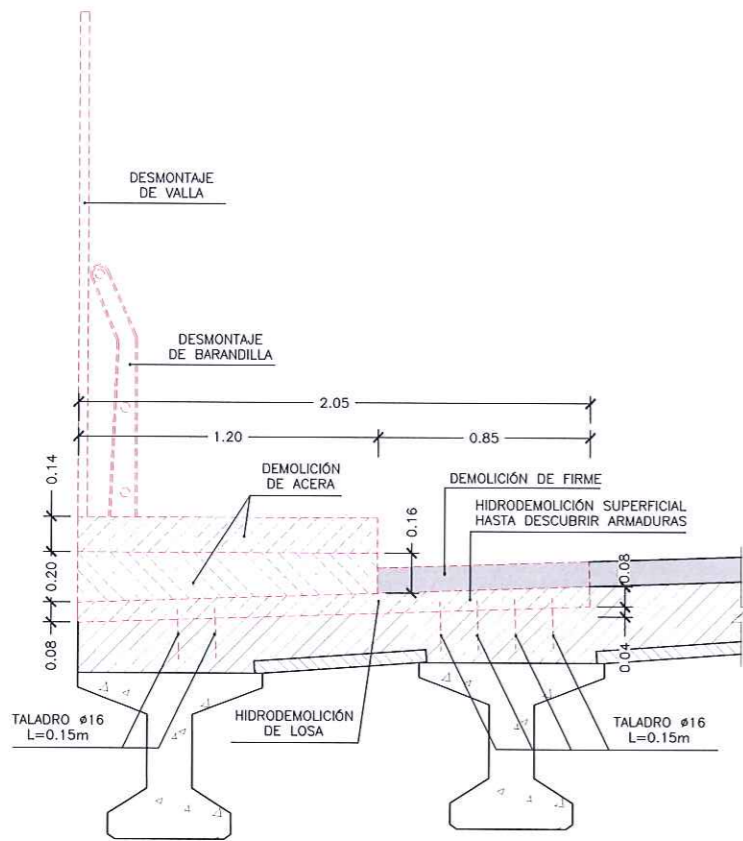 DESMONTAJE
DE VALLA
DESMONTAJE
DE BARANDILLA
2.05
1.20
0.85
0.14
DEMOLICIÓN
DE ACERA
DEMOLICIÓN DE FIRME
HIDRODEMOLICIÓN SUPERFICIAL
HASTA DESCUBRIR ARMADURAS
0.16
0.20
0.08
0.08
0.04
TALADRO ø16
L=0.15m
HIDRODEMOLICIÓN
DE LOSA
TALADRO ø16
L=0.15m